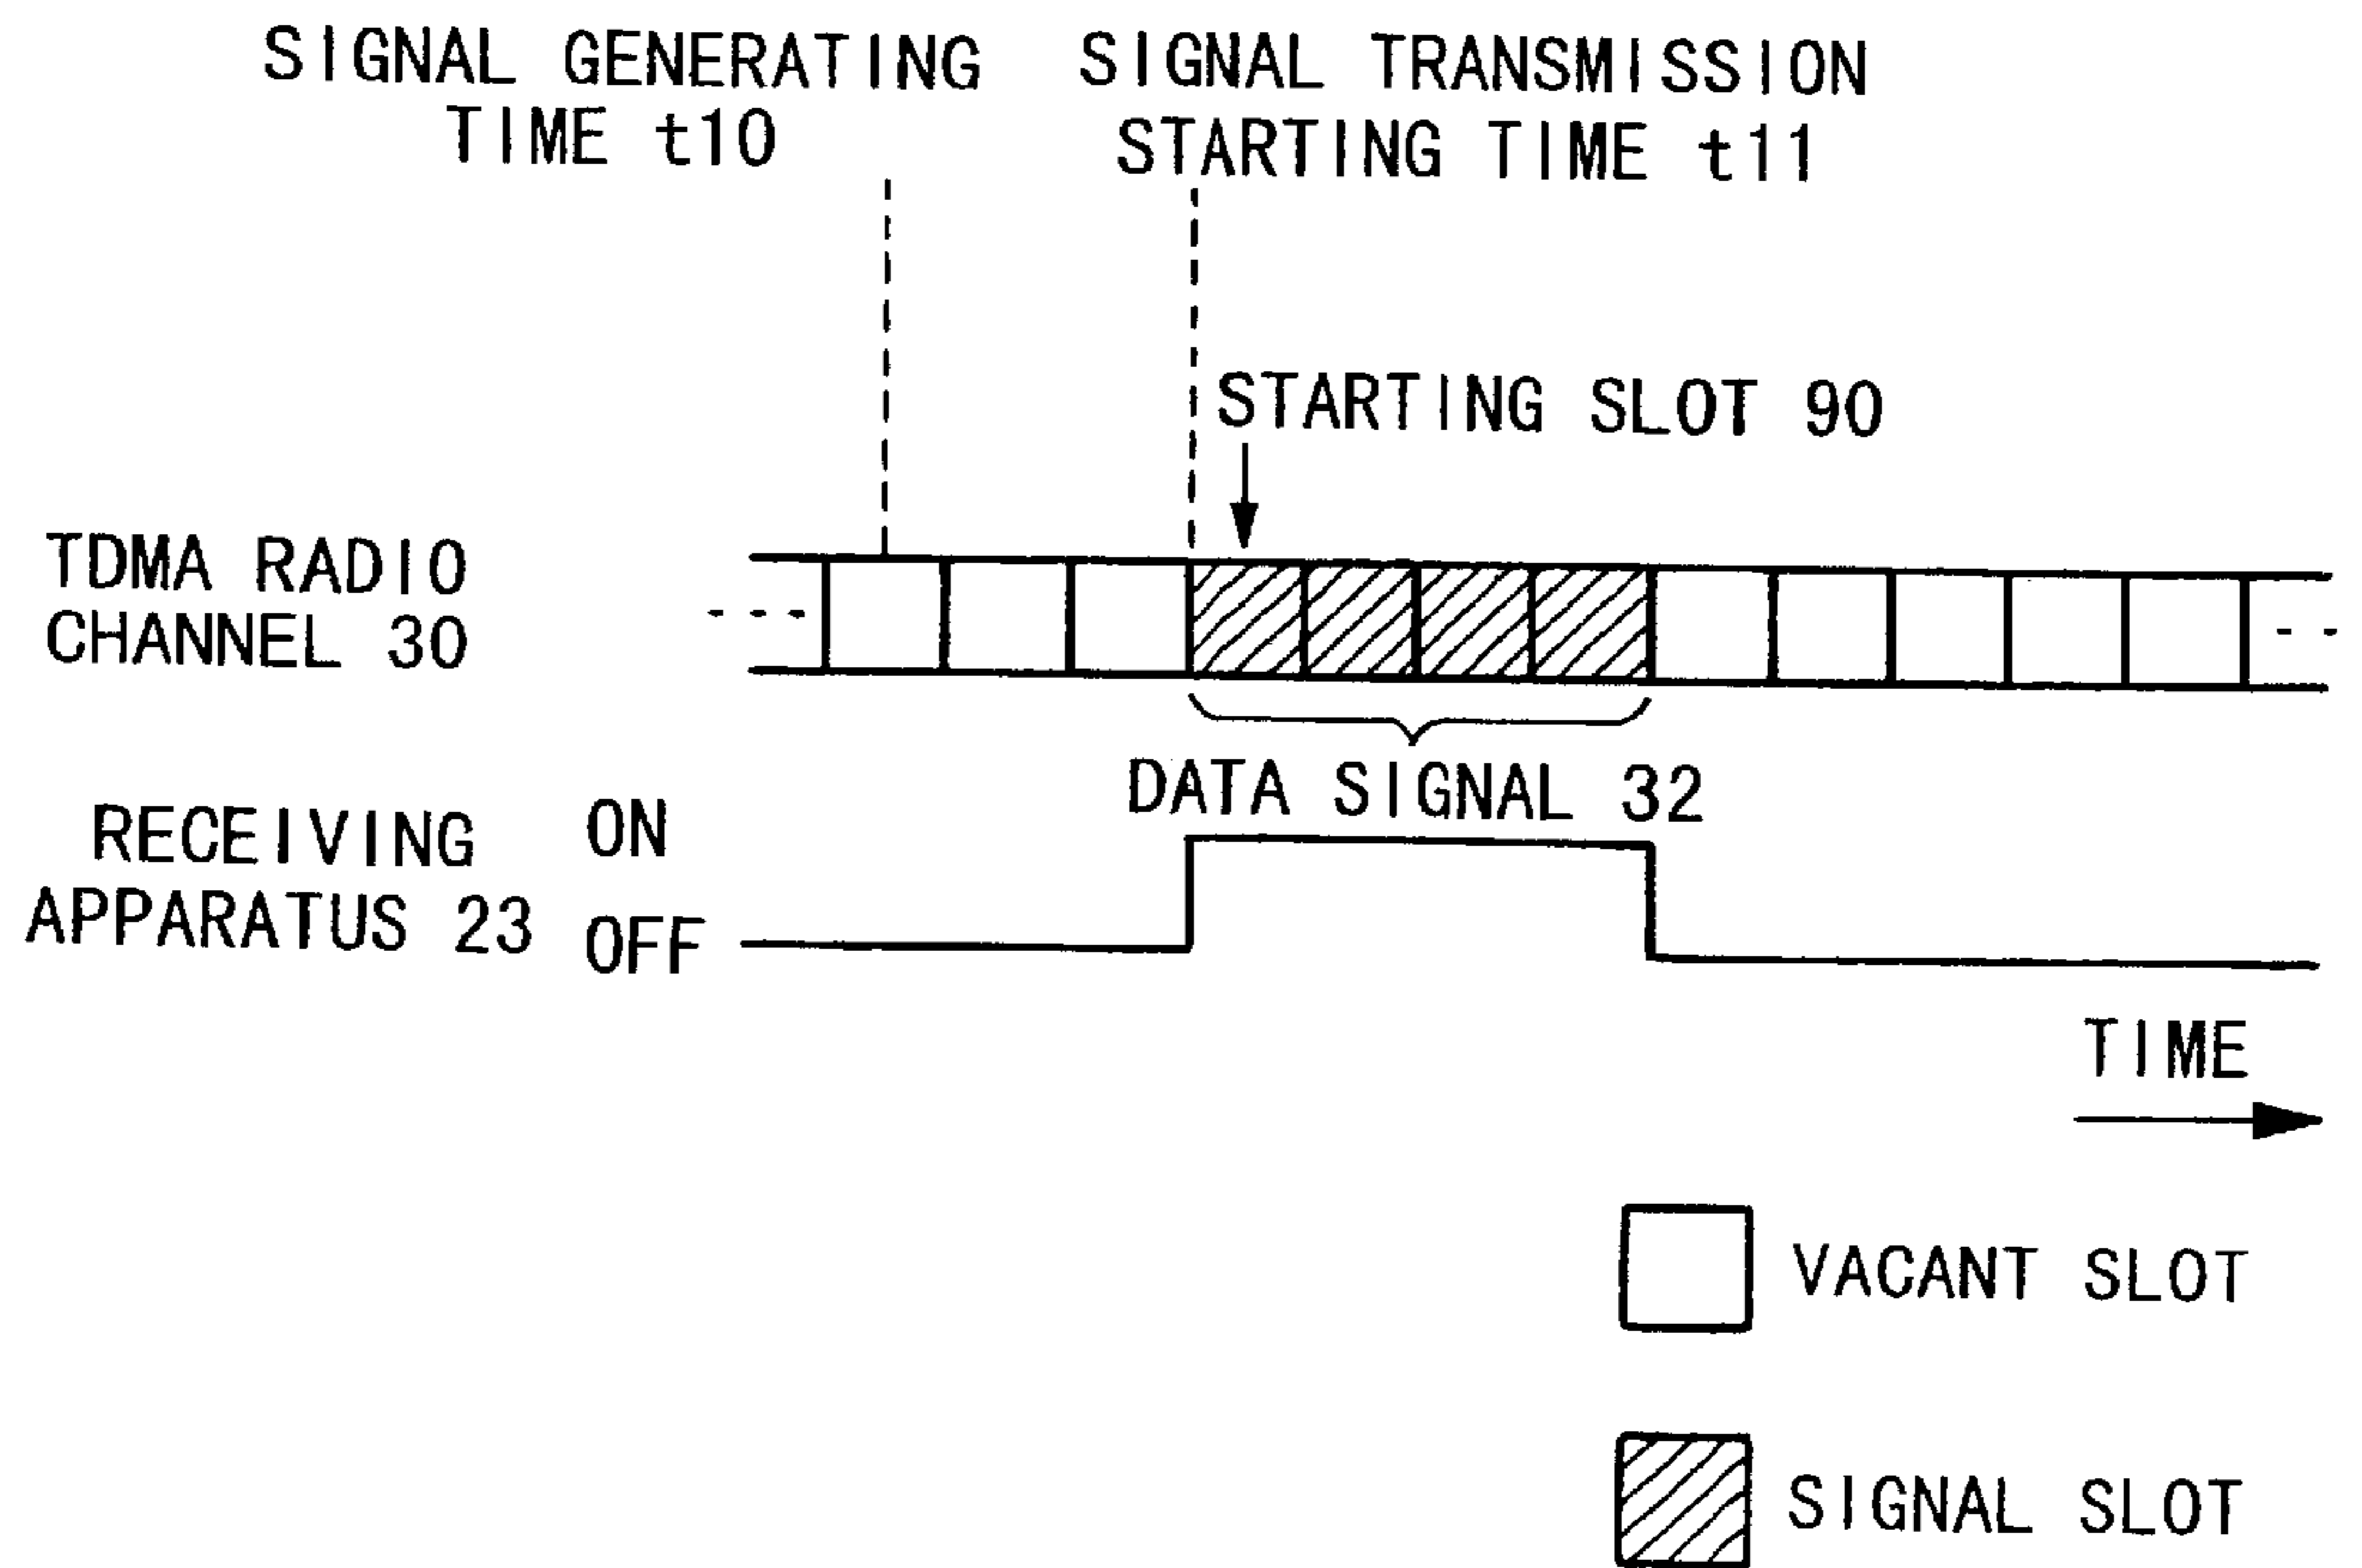 SIGNAL GENERATING
TIME t10
SIGNAL TRANSMISSION
STARTING TIME t11
STARTING SLOT 90
TDMA RADIO
CHANNEL 30
DATA SIGNAL 32
RECEIVING
APPARATUS 23
ON
OFF
TIME
VACANT SLOT
SIGNAL SLOT